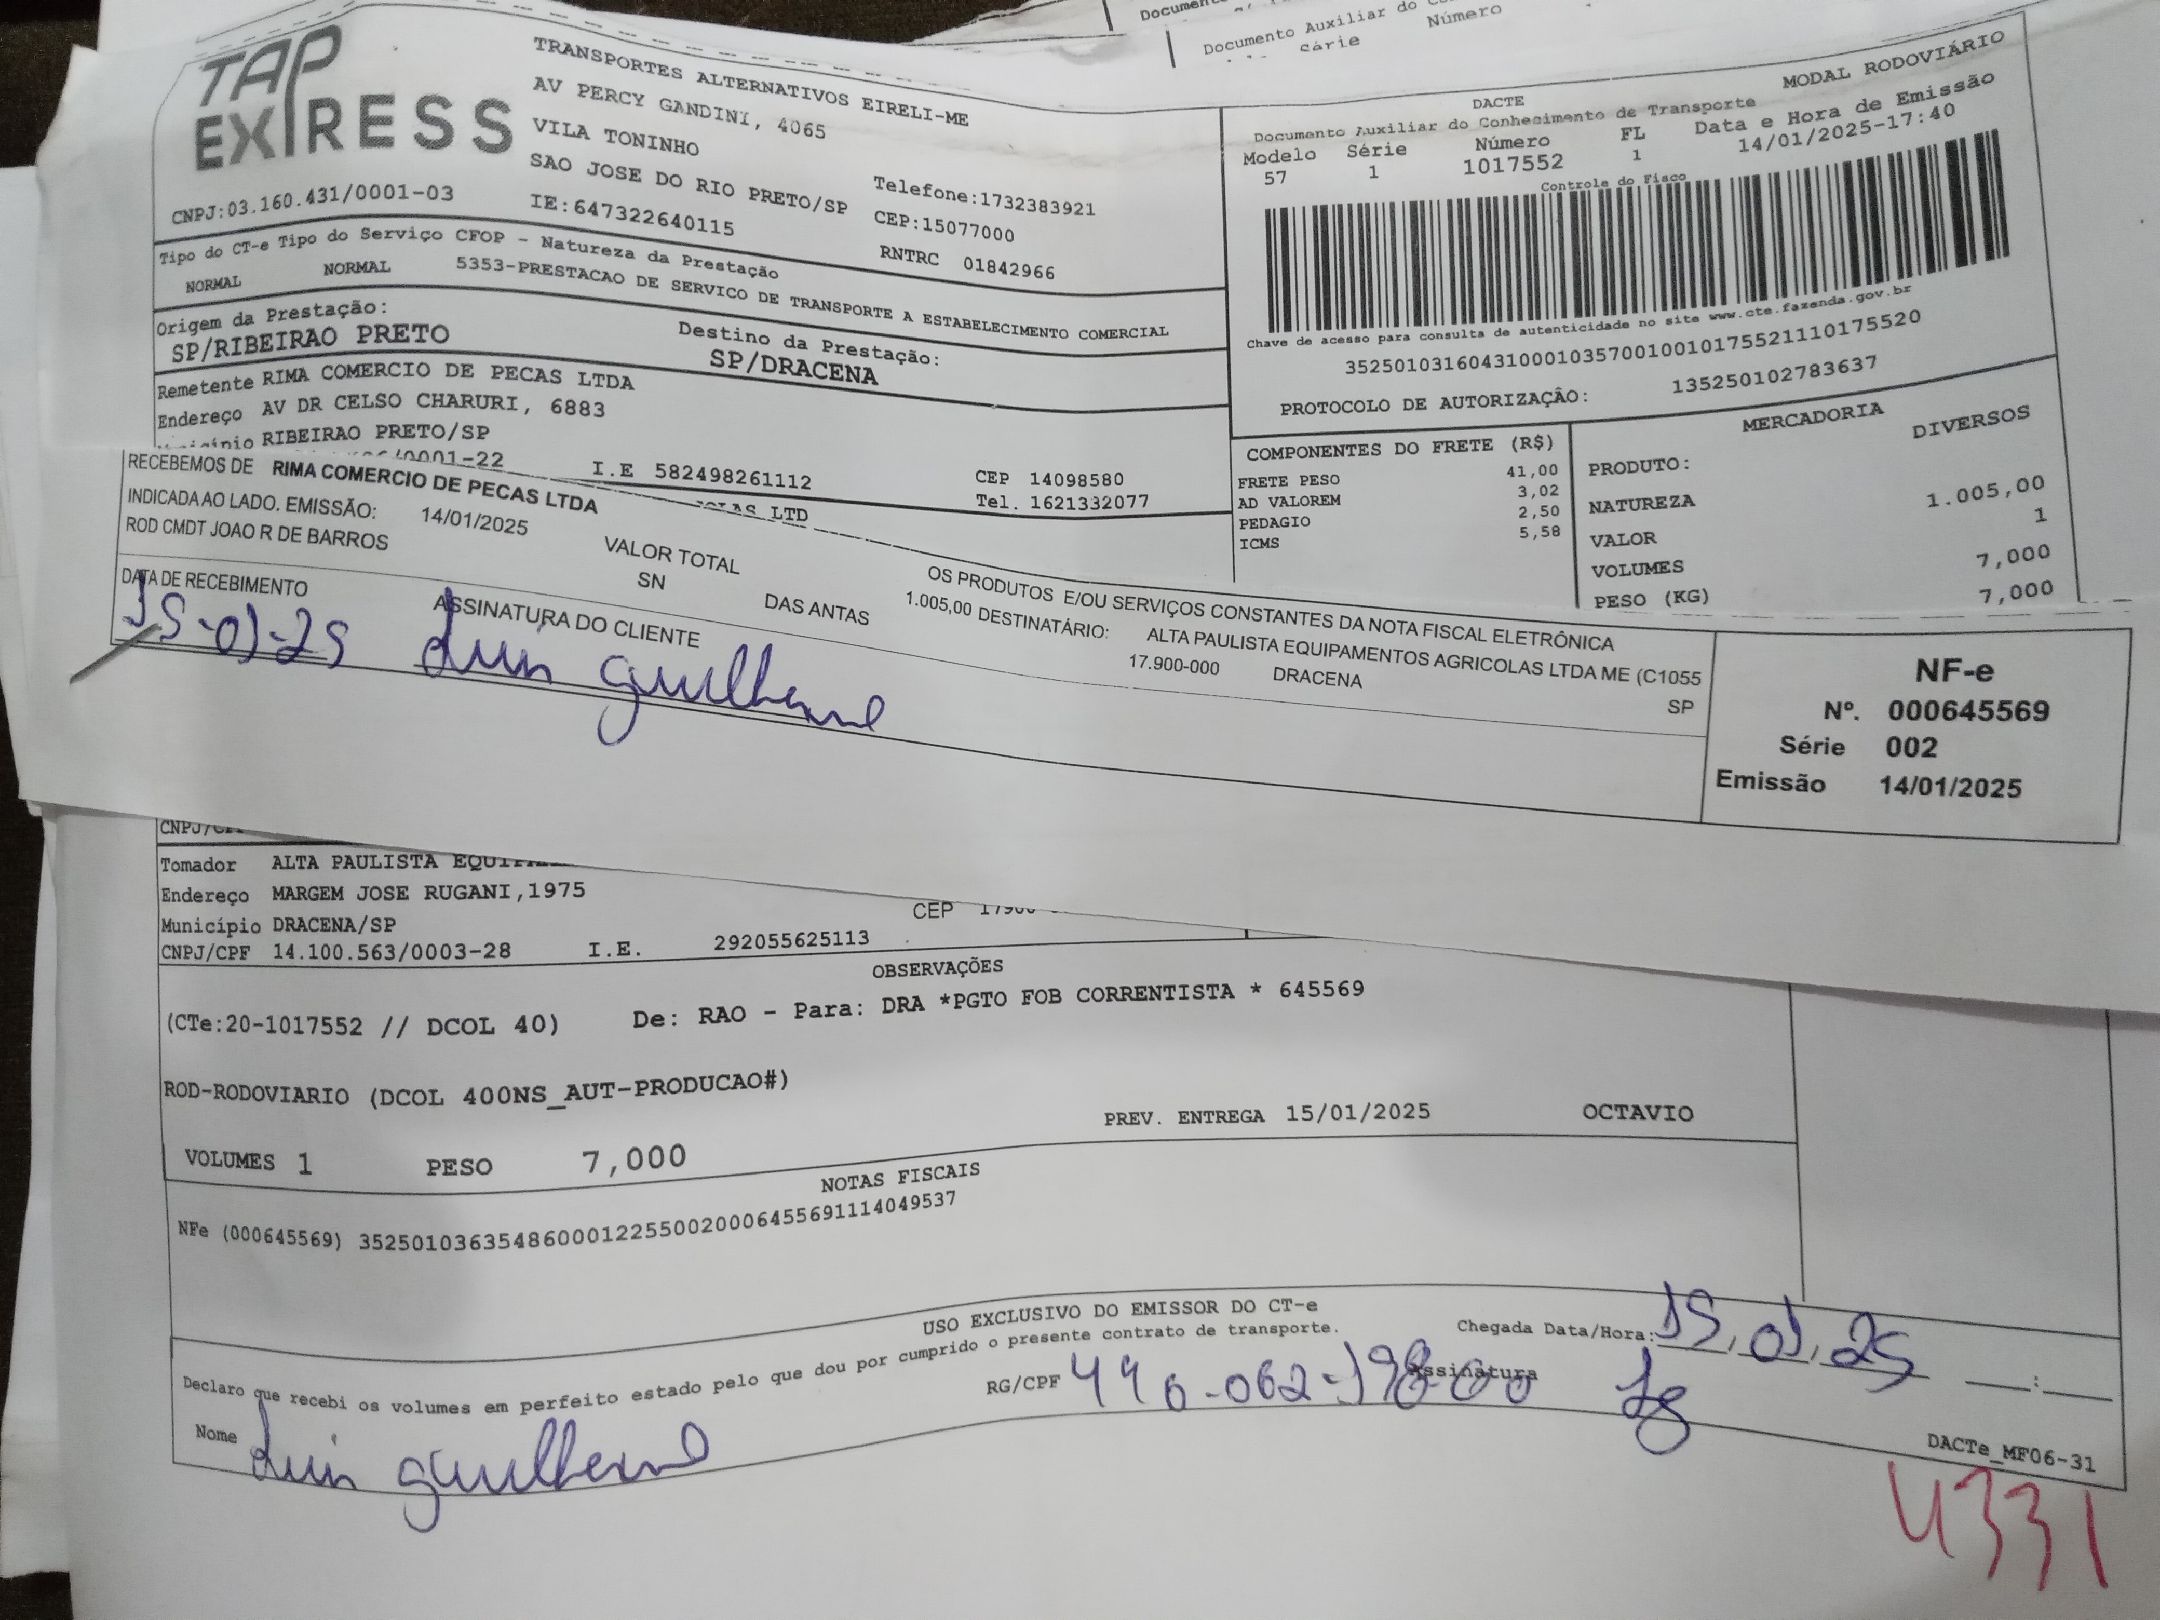 Documento Auxiliar do
Número
Série
TAP
EXPRESS
TRANSPORTES ALTERNATIVOS EIRELI-ME
AV PERCY GANDINI, 4065
VILA TONINHO
SAO JOSE DO RIO PRETO/SP
Telefone:1732383921
CNPJ:03.160.431/0001-03
IE:647322640115
CEP:15077000
RNTRC 01842966
DACTE
MODAL RODOVIÁRIO
Documento Auxiliar do Conhecimento de Transporte
Modelo Série Número FL Data e Hora de Emissão
57 1 1017552 1 14/01/2025-17:40
Controle do Fisco
Chave de acesso para consulta de autenticidade no site www.cte.fazenda.gov.br
35250103160431000103570010010175521110175520
PROTOCOLO DE AUTORIZAÇÃO: 135250102783637
Tipo do CT-e Tipo do Serviço CFOP - Natureza da Prestação
NORMAL NORMAL 5353-PRESTACAO DE SERVICO DE TRANSPORTE A ESTABELECIMENTO COMERCIAL
Origem da Prestação: Destino da Prestação:
SP/RIBEIRAO PRETO SP/DRACENA
Remetente RIMA COMERCIO DE PECAS LTDA
Endereço AV DR CELSO CHARURI, 6883
RIBEIRAO PRETO/SP
/0001-22 I.E 582498261112
CEP 14098580
Tel. 1621332077
COMPONENTES DO FRETE (R$)
FRETE PESO 41,00
AD VALOREM 3,02
PEDAGIO 2,50
ICMS 5,58
MERCADORIA
PRODUTO: DIVERSOS
NATUREZA
VALOR 1.005,00
VOLUMES 1
PESO (KG) 7,000
7,000
RECEBEMOS DE RIMA COMERCIO DE PECAS LTDA OS PRODUTOS E/OU SERVIÇOS CONSTANTES DA NOTA FISCAL ELETRÔNICA
INDICADA AO LADO. EMISSÃO: 14/01/2025 VALOR TOTAL 1.005,00 DESTINATÁRIO: ALTA PAULISTA EQUIPAMENTOS AGRICOLAS LTDA ME (C1055
ROD CMDT JOAO R DE BARROS SN DAS ANTAS 17.900-000 DRACENA SP
DATA DE RECEBIMENTO ASSINATURA DO CLIENTE
15-01-25 Luis guilherme
NF-e
Nº. 000645569
Série 002
Emissão 14/01/2025
Tomador ALTA PAULISTA
Endereço MARGEM JOSE RUGANI,1975
Município DRACENA/SP CEP
CNPJ/CPF 14.100.563/0003-28 I.E. 292055625113
OBSERVAÇÕES
(CTe:20-1017552 // DCOL 40) De: RAO - Para: DRA *PGTO FOB CORRENTISTA * 645569
ROD-RODOVIARIO (DCOL 400NS_AUT-PRODUCAO#)
PREV. ENTREGA 15/01/2025 OCTAVIO
VOLUMES 1 PESO 7,000
NOTAS FISCAIS
NFe (000645569) 35250103635486000122550020006455691114049537
USO EXCLUSIVO DO EMISSOR DO CT-e
Declaro que recebi os volumes em perfeito estado pelo que dou por cumprido o presente contrato de transporte.
Chegada Data/Hora: 15,01,25 :
Nome Luis guilherme RG/CPF Assinatura
DACTe_MF06-31
4331